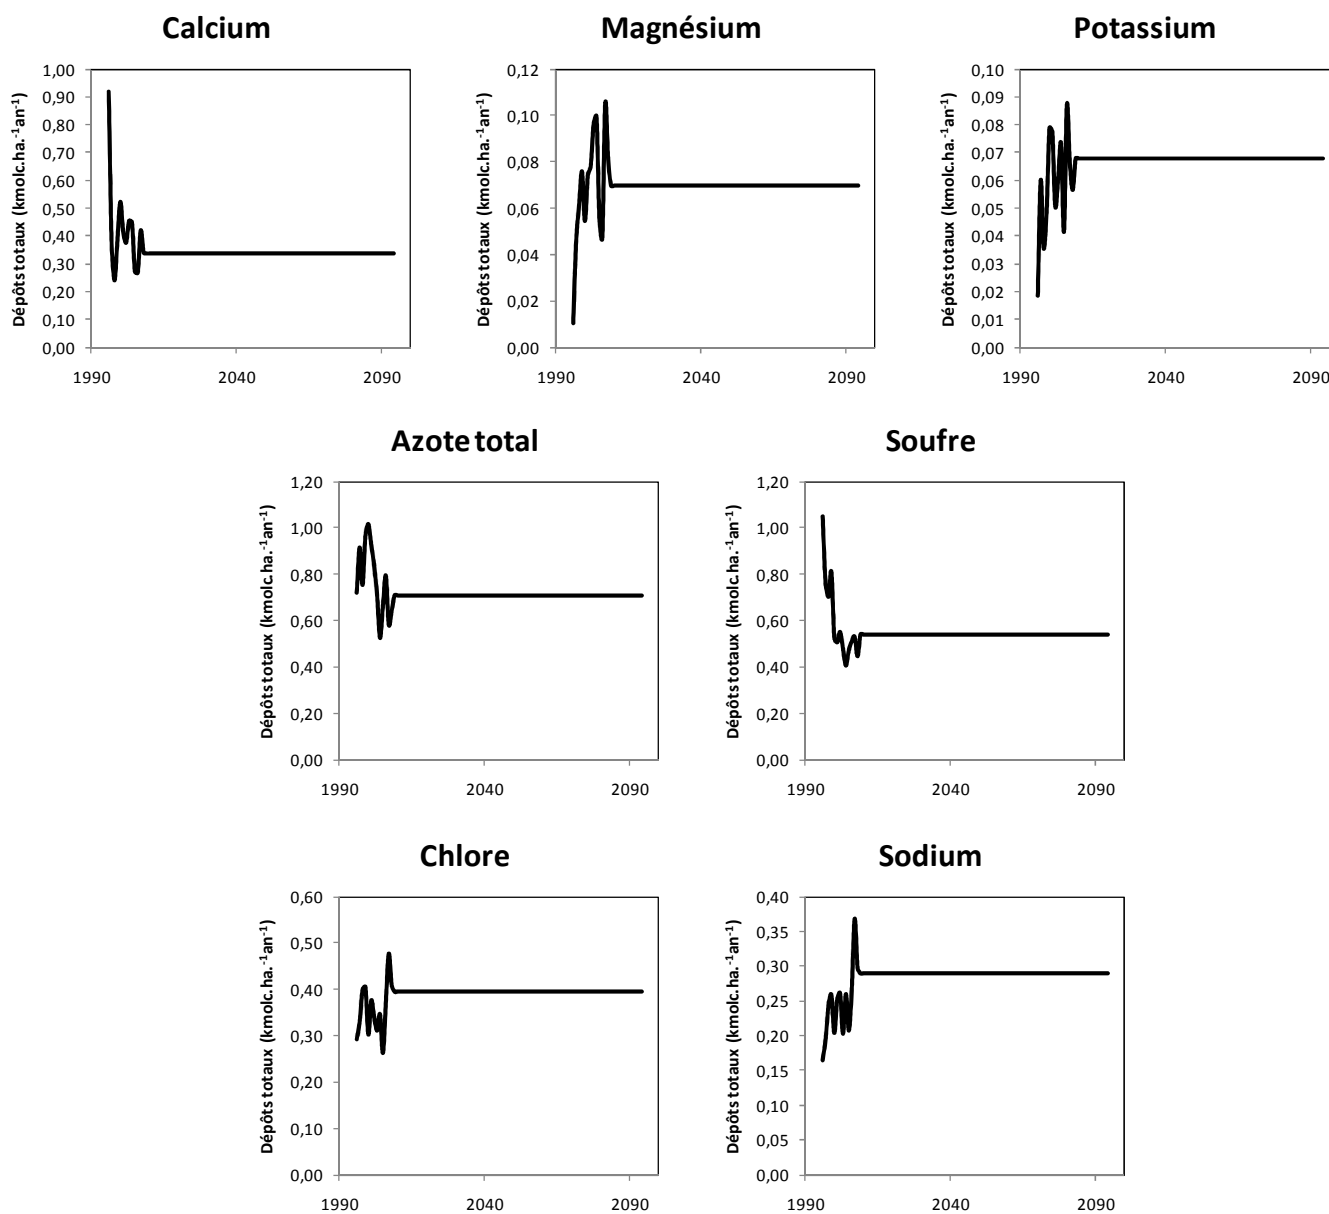 Calcium
Dépôts totaux (kmolc.ha.-1an-1)
1,00
0,90
0,80
0,70
0,60
0,50
0,40
0,30
0,20
0,10
0,00
1990 2040 2090
Magnésium
Dépôts totaux (kmolc.ha.-1an-1)
0,12
0,10
0,08
0,06
0,04
0,02
0,00
1990 2040 2090
Potassium
Dépôts totaux (kmolc.ha.-1an-1)
0,10
0,09
0,08
0,07
0,06
0,05
0,04
0,03
0,02
0,01
0,00
1990 2040 2090
Azote total
Dépôts totaux (kmolc.ha.-1an-1)
1,20
1,00
0,80
0,60
0,40
0,20
0,00
1990 2040 2090
Soufre
Dépôts totaux (kmolc.ha.-1an-1)
1,20
1,00
0,80
0,60
0,40
0,20
0,00
1990 2040 2090
Chlore
Dépôts totaux (kmolc.ha.-1an-1)
0,60
0,50
0,40
0,30
0,20
0,10
0,00
1990 2040 2090
Sodium
Dépôts totaux (kmolc.ha.-1an-1)
0,40
0,35
0,30
0,25
0,20
0,15
0,10
0,05
0,00
1990 2040 2090